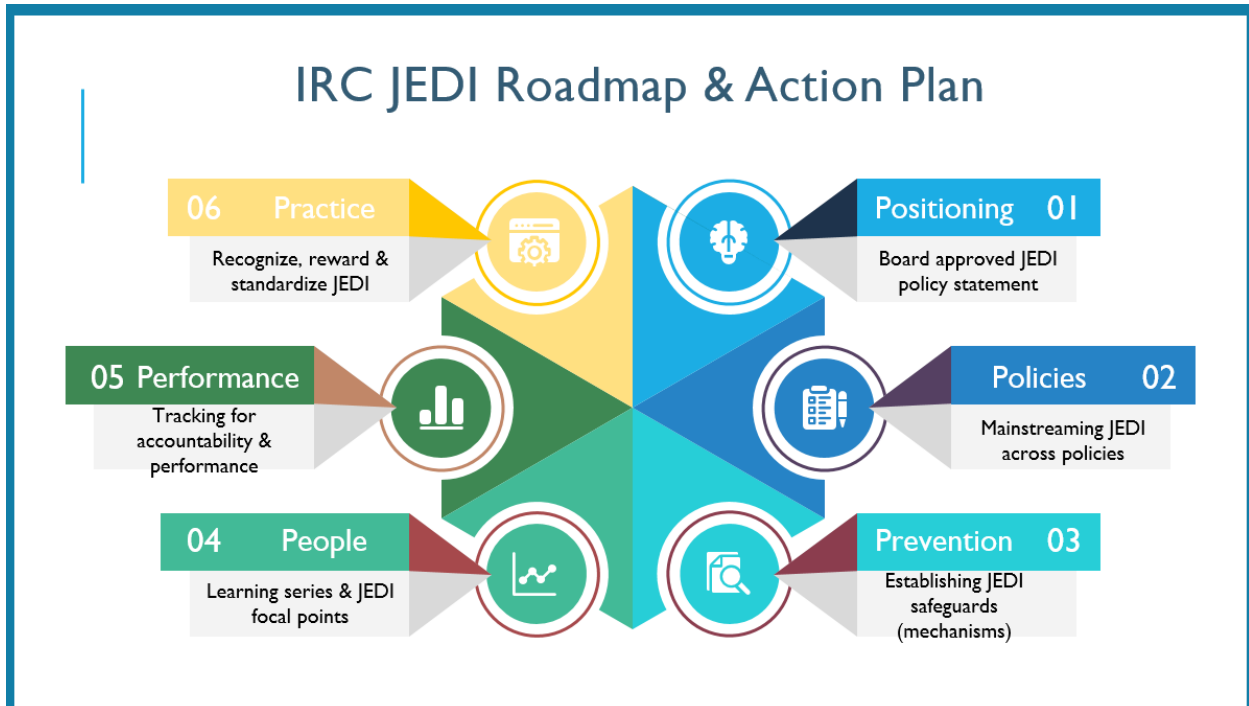 IRC JEDI Roadmap & Action Plan
06 Practice
Recognize, reward &
standardize JEDI
Positioning 01
Board approved JEDI
policy statement
05 Performance
Tracking for
accountability &
performance
Policies 02
Mainstreaming JEDI
across policies
04 People
Learning series & JEDI
focal points
Prevention 03
Establishing JEDI
safeguards
(mechanisms)